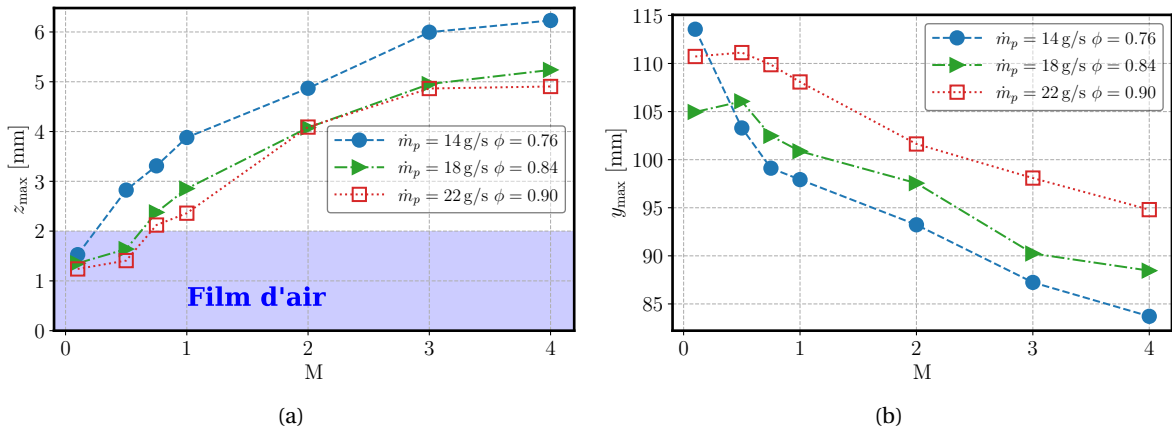 6
5
4
3
2
1
0
z_max [mm]
ṁ_p = 14 g/s ϕ = 0.76
ṁ_p = 18 g/s ϕ = 0.84
ṁ_p = 22 g/s ϕ = 0.90
Film d'air
0 1 2 3 4
M
(a)
115
110
105
100
95
90
85
y_max [mm]
ṁ_p = 14 g/s ϕ = 0.76
ṁ_p = 18 g/s ϕ = 0.84
ṁ_p = 22 g/s ϕ = 0.90
0 1 2 3 4
M
(b)